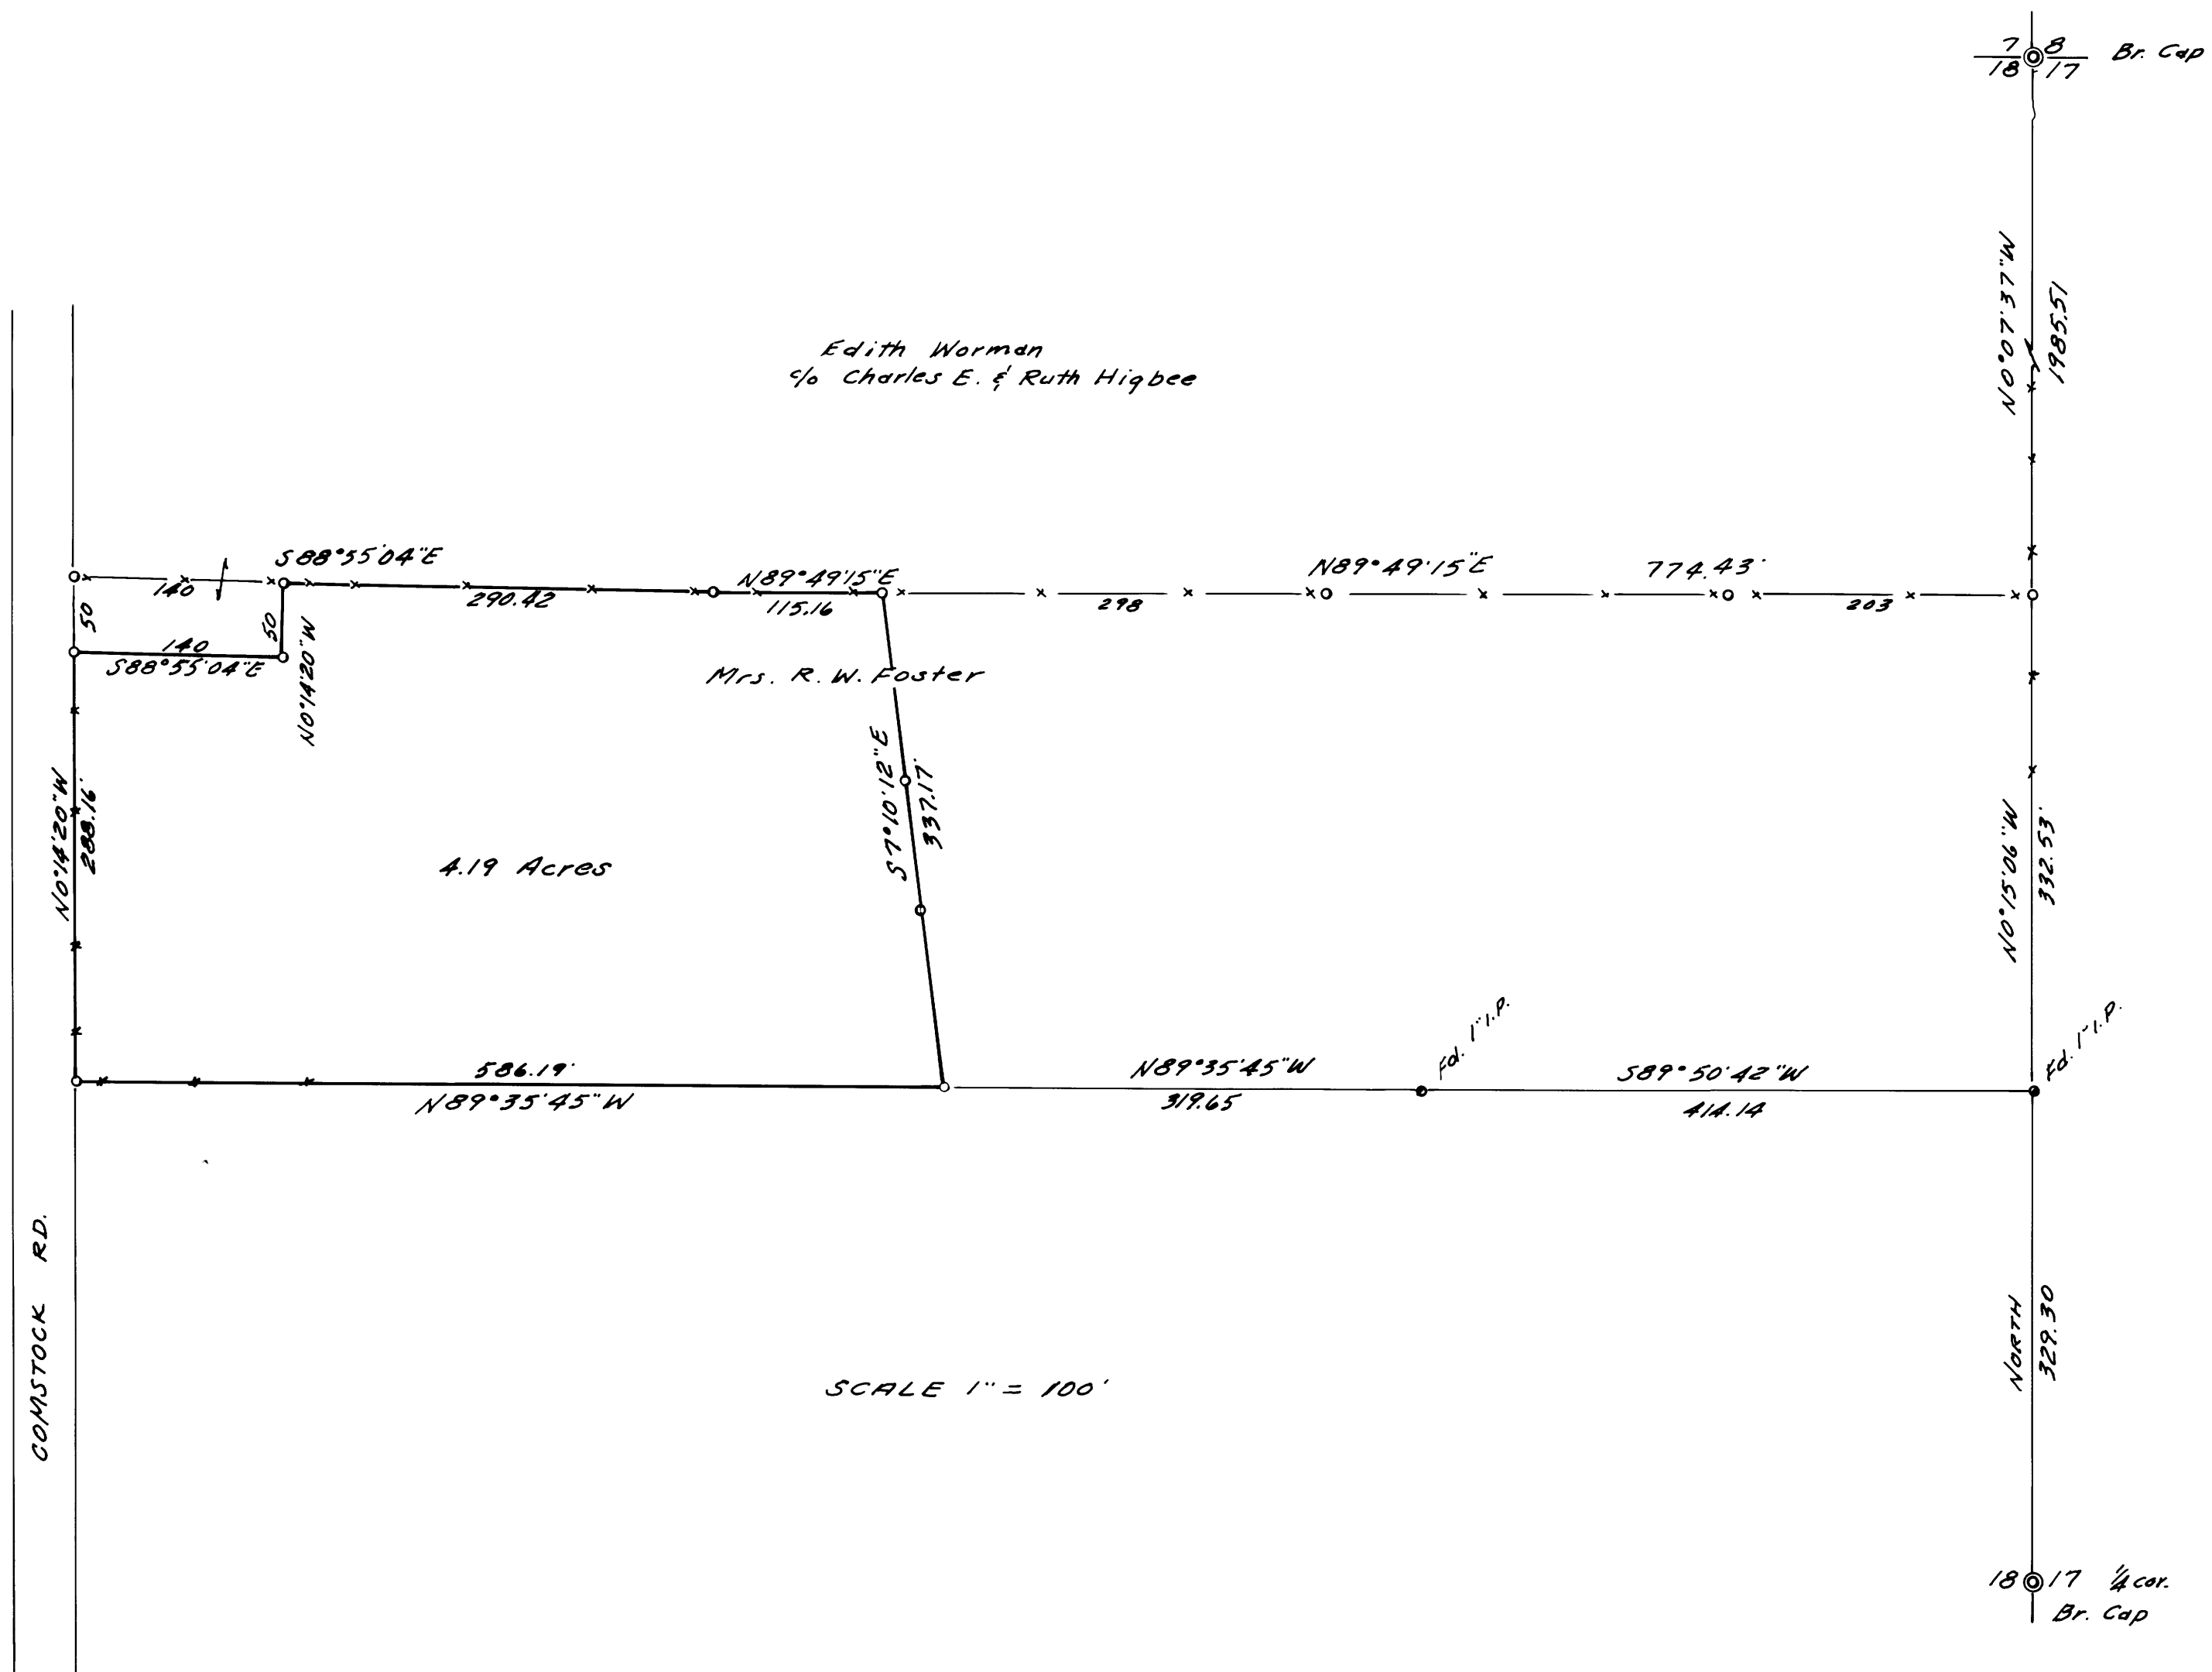 7 8
18 17
Br. Cap
N0°07'37"W
1985.51
Edith Worman
c/o Charles E. & Ruth Higbee
S88°55'04"E
140
290.42
N89°49'15"E
115.16
298
N89°49'15"E
774.43'
203
50
50
140
S88°55'04"E
N0°14'20"W
Mrs. R. W. Foster
N0°14'20"W
288.16'
4.19 Acres
S7°10'12"E
337.17'
N0°15'06"W
332.53'
Fd. 1" I.P.
Fd. 1" I.P.
586.19'
N89°35'45"W
N89°35'45"W
319.65
S89°50'42"W
414.14
COMSTOCK RD.
NORTH
329.30
SCALE 1" = 100'
18 17 1/4 cor.
Br. Cap